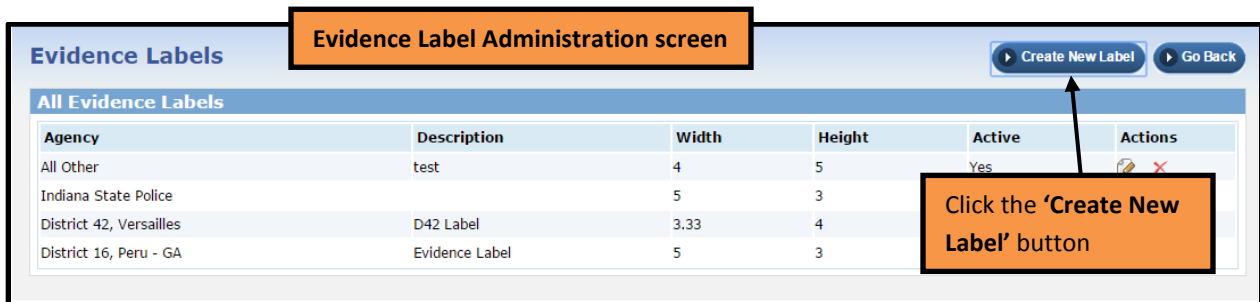 Evidence Label Administration screen
Evidence Labels
Create New Label Go Back
All Evidence Labels
Agency Description Width Height Active Actions
All Other test 4 5 Yes
Indiana State Police 5 3
District 42, Versailles D42 Label 3.33 4
District 16, Peru - GA Evidence Label 5 3
Click the ‘Create New
Label’ button